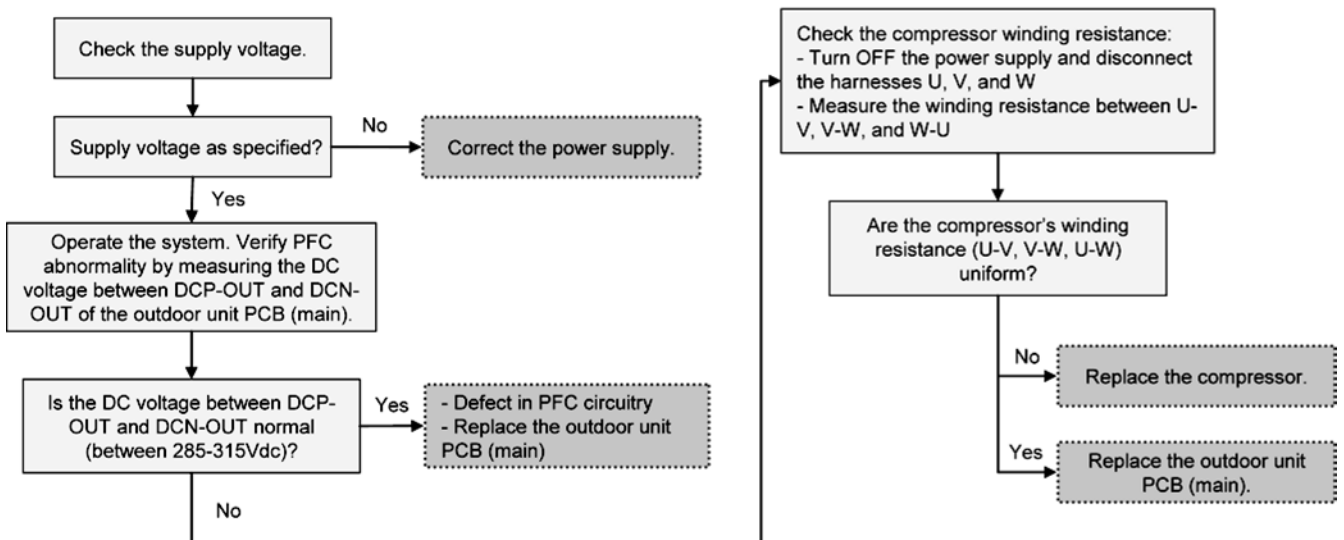 Check the supply voltage.
Supply voltage as specified?
No
Correct the power supply.
Yes
Operate the system. Verify PFC
abnormality by measuring the DC
voltage between DCP-OUT and DCN-
OUT of the outdoor unit PCB (main).
Is the DC voltage between DCP-
OUT and DCN-OUT normal
(between 285-315Vdc)?
Yes
- Defect in PFC circuitry
- Replace the outdoor unit
PCB (main)
No
Check the compressor winding resistance:
- Turn OFF the power supply and disconnect
the harnesses U, V, and W
- Measure the winding resistance between U-
V, V-W, and W-U
Are the compressor's winding
resistance (U-V, V-W, U-W)
uniform?
No
Replace the compressor.
Yes
Replace the outdoor unit
PCB (main).